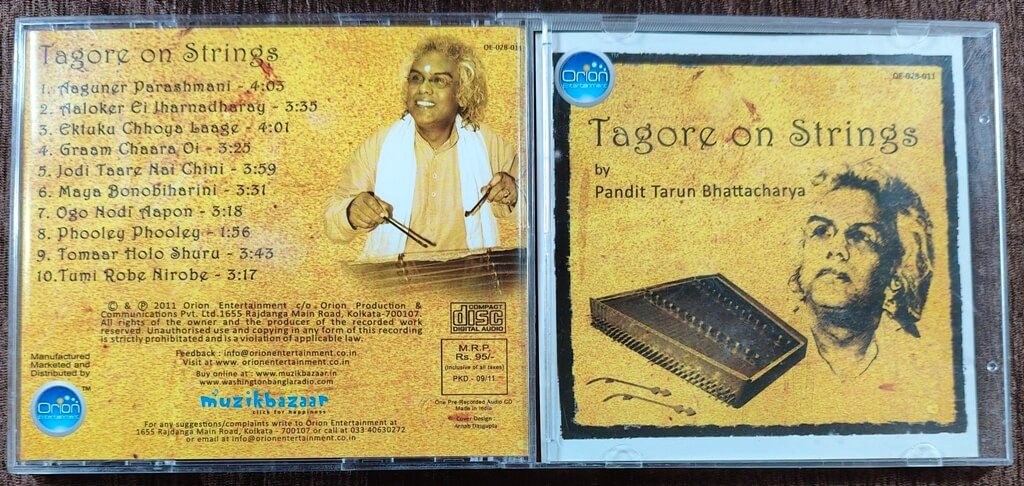 Tagore on Strings
OE-028-011
1. Aaguner Parashmani - 4:03
2. Aaloker Ei Jharnadharay - 3:35
3. Ektuku Chhoya Laage - 4:01
4. Graam Chaara Oi - 3:25
5. Jodi Taare Nai Chini - 3:59
6. Maya Bonobiharini - 3:31
7. Ogo Nodi Aapon - 3:18
8. Phooley Phooley - 1:56
9. Tomaar Holo Shuru - 3:43
10. Tumi Robe Nirobe - 3:17
© & ℗ 2011 Orion Entertainment c/o Orion Production &
Communications Pvt. Ltd.1655 Rajdanga Main Road, Kolkata-700107.
All rights of the owner and the producer of the recorded work
reserved. Unauthorised use and copying in any form of this recording
is strictly prohibited and is a violation of applicable law.
COMPACT
disc
DIGITAL AUDIO
Feedback : info@orionentertainment.co.in
Visit at www. orionentertainment.co.in
Buy online at : www.muzikbazaar.in
www.washingtonbanglaradio.com
muzikbazaar
click for happiness
M.R.P.
Rs. 95/-
(Inclusive of all taxes)
PKD - 09/11
Manufactured
Marketed and
Distributed by
Orion
Entertainment
TM
One Pre-Recorded Audio CD
Made in India
Cover Design
Anjan Dasgupta
For any suggestions/complaints write to Orion Entertainment at
1655 Rajdanga Main Road, Kolkata - 700107 or call at 033 40630272
or email at info@orionentertainment.co.in
Orion
Entertainment
OE-028-011
Tagore on Strings
by
Pandit Tarun Bhattacharya